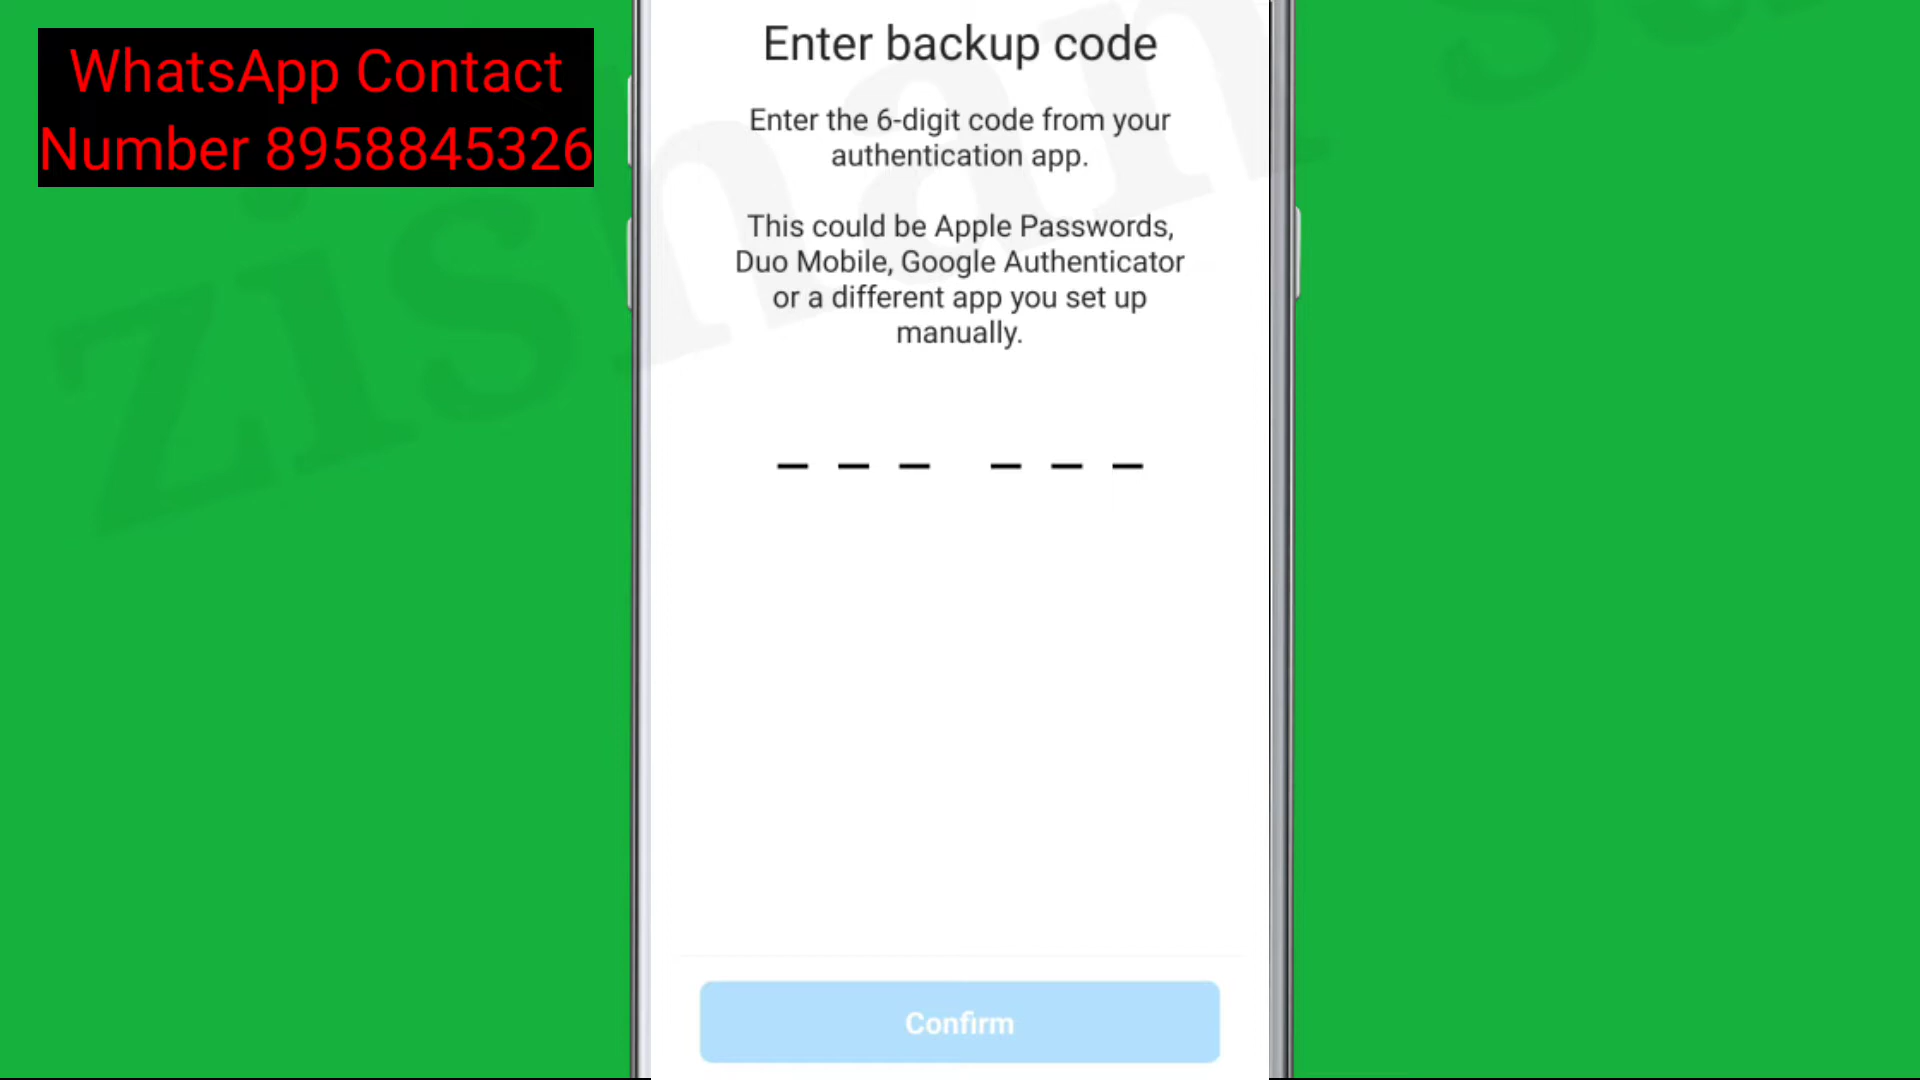 WhatsApp Contact
Number 8958845326
Enter backup code
Enter the 6-digit code from your
authentication app.
This could be Apple Passwords,
Duo Mobile, Google Authenticator
or a different app you set up
manually.
Confirm
zishan